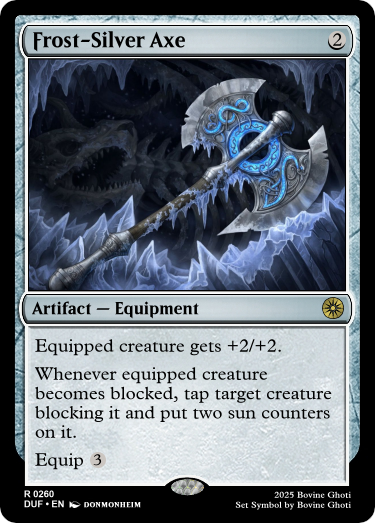 Frost-Silver Axe 2
Artifact — Equipment
Equipped creature gets +2/+2.
Whenever equipped creature
becomes blocked, tap target creature
blocking it and put two sun counters
on it.
Equip 3
R 0260
DUF • EN DONMONHEIM
2025 Bovine Ghoti
Set Symbol by Bovine Ghoti